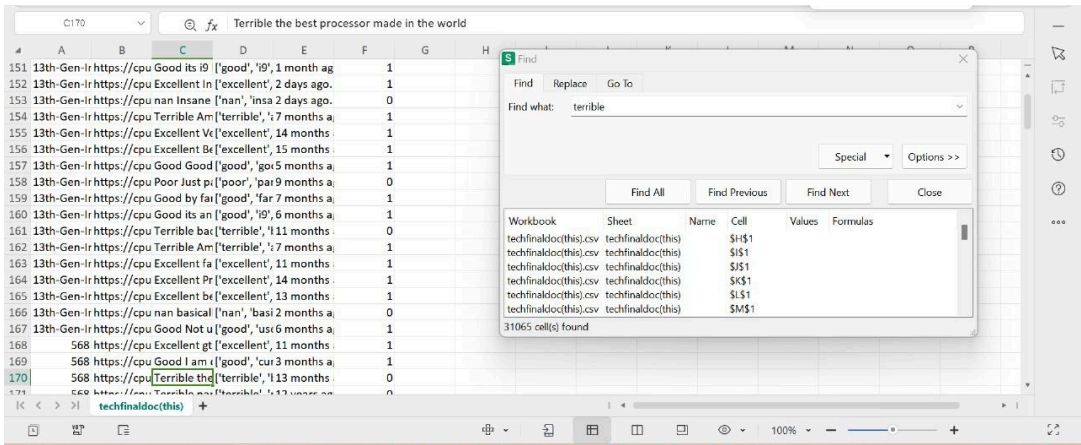 C170 fx Terrible the best processor made in the world
A B C D E F G H
151 13th-Gen-Ir https://cpu Good its i9 ['good', 'i9', 1 month ag 1
152 13th-Gen-Ir https://cpu Excellent In ['excellent', 2 days ago. 1
153 13th-Gen-Ir https://cpu nan Insane ['nan', 'insa 2 days ago. 0
154 13th-Gen-Ir https://cpu Terrible Am ['terrible', 'a 7 months a 1
155 13th-Gen-Ir https://cpu Excellent Ve ['excellent', 14 months 1
156 13th-Gen-Ir https://cpu Excellent Be ['excellent', 15 months 1
157 13th-Gen-Ir https://cpu Good Good ['good', 'goo 5 months a 1
158 13th-Gen-Ir https://cpu Poor Just pa ['poor', 'par 9 months a 0
159 13th-Gen-Ir https://cpu Good by far ['good', 'far 7 months a 1
160 13th-Gen-Ir https://cpu Good its an ['good', 'i9', 6 months a 1
161 13th-Gen-Ir https://cpu Terrible bac ['terrible', 'l 11 months 0
162 13th-Gen-Ir https://cpu Terrible Am ['terrible', 'a 7 months a 1
163 13th-Gen-Ir https://cpu Excellent fa ['excellent', 11 months 1
164 13th-Gen-Ir https://cpu Excellent Pr ['excellent', 14 months 1
165 13th-Gen-Ir https://cpu Excellent be ['excellent', 13 months 1
166 13th-Gen-Ir https://cpu nan basical ['nan', 'basi 2 months a 0
167 13th-Gen-Ir https://cpu Good Not u ['good', 'use 6 months a 1
168 568 https://cpu Excellent gt ['excellent', 11 months 1
169 568 https://cpu Good I am ['good', 'cur 3 months a 1
170 568 https://cpu Terrible the ['terrible', 'l 13 months 0
Find
Find Replace Go To
Find what: terrible
Special Options >>
Find All Find Previous Find Next Close
Workbook Sheet Name Cell Values Formulas
techfinaldoc(this).csv techfinaldoc(this) $H$1
techfinaldoc(this).csv techfinaldoc(this) $I$1
techfinaldoc(this).csv techfinaldoc(this) $J$1
techfinaldoc(this).csv techfinaldoc(this) $K$1
techfinaldoc(this).csv techfinaldoc(this) $L$1
techfinaldoc(this).csv techfinaldoc(this) $M$1
31065 cell(s) found
techfinaldoc(this) +
100% - +